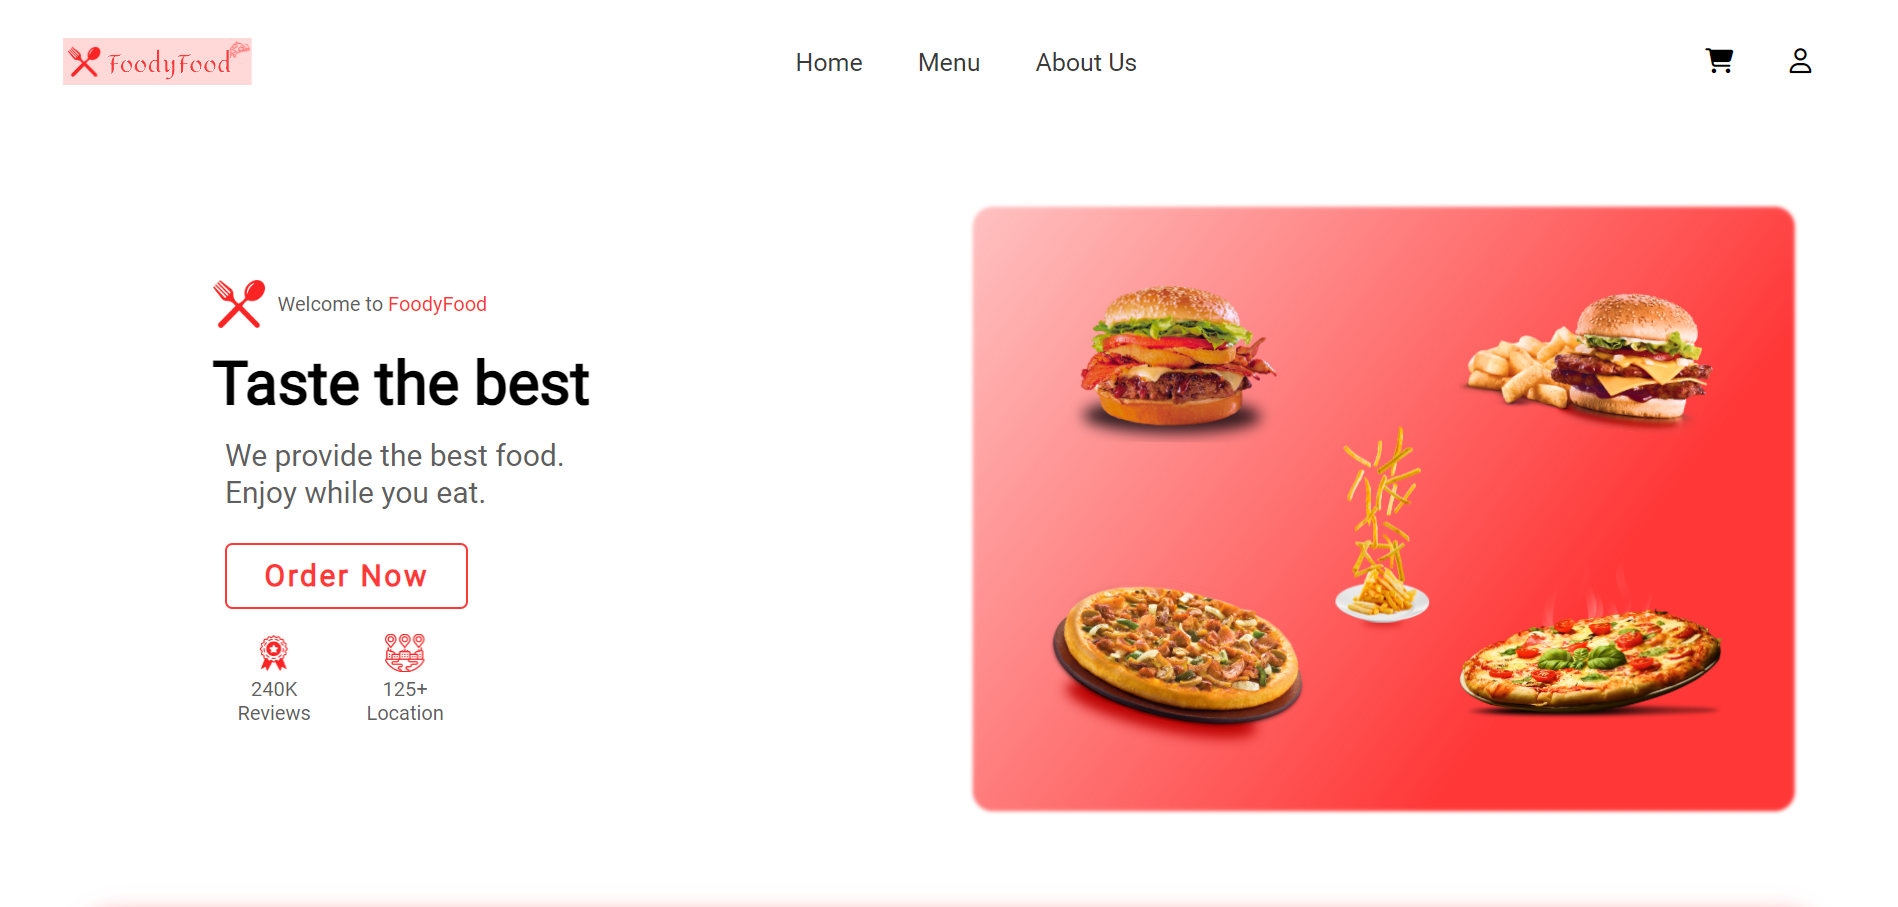 FoodyFood
Home
Menu
About Us
Welcome to FoodyFood
Taste the best
We provide the best food.
Enjoy while you eat.
Order Now
240K
Reviews
125+
Location